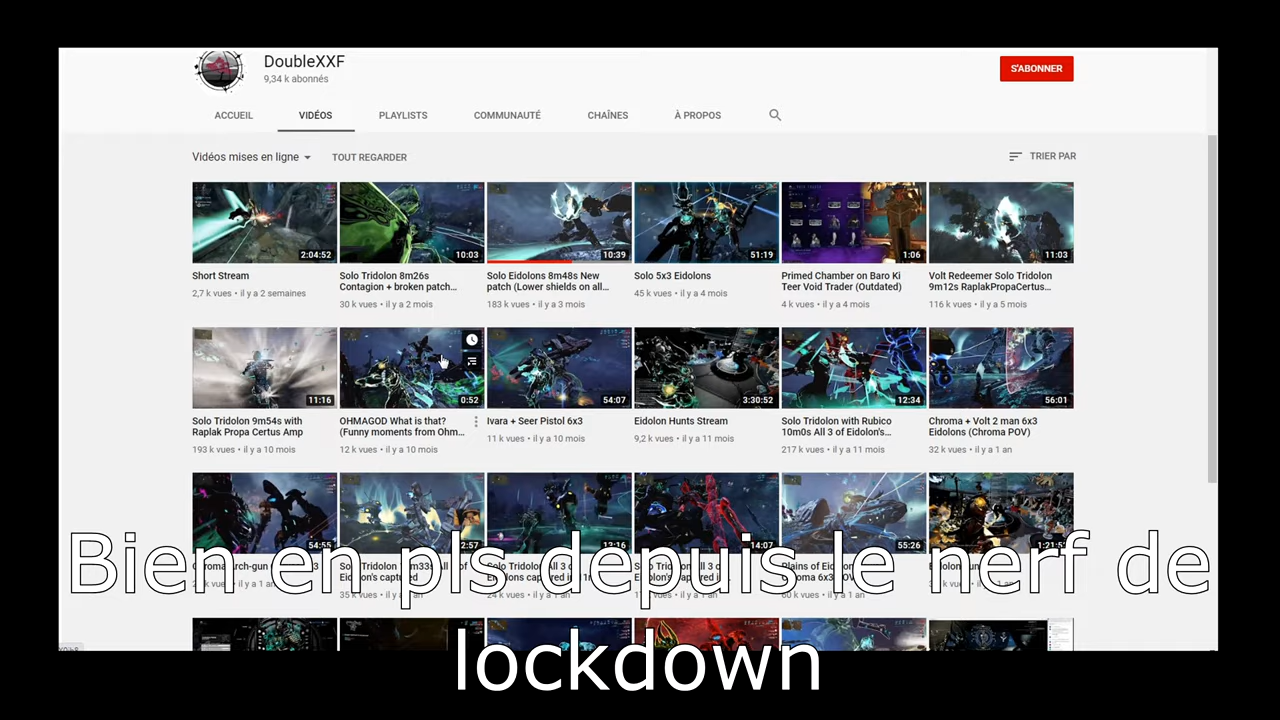 DoubleXXF
9,34 k abonnés
S'ABONNER
ACCUEIL
VIDÉOS
PLAYLISTS
COMMUNAUTÉ
CHAÎNES
À PROPOS
Vidéos mises en ligne
TOUT REGARDER
TRIER PAR
2:04:52
10:03
10:39
51:19
1:06
11:03
Short Stream
2,7 k vues • il y a 2 semaines
Solo Tridolon 8m26s
Contagion + broken patch...
30 k vues • il y a 2 mois
Solo Eidolons 8m48s New
patch (Lower shields on all...
183 k vues • il y a 3 mois
Solo 5x3 Eidolons
45 k vues • il y a 4 mois
Primed Chamber on Baro Ki
Teer Void Trader (Outdated)
4 k vues • il y a 4 mois
Volt Redeemer Solo Tridolon
9m12s RaplakPropaCertus...
116 k vues • il y a 5 mois
11:16
0:52
54:07
3:30:52
12:34
56:01
Solo Tridolon 9m54s with
Raplak Propa Certus Amp
193 k vues • il y a 10 mois
OHMAGOD What is that?
(Funny moments from Ohm...
12 k vues • il y a 10 mois
Ivara + Seer Pistol 6x3
11 k vues • il y a 10 mois
Eidolon Hunts Stream
9,2 k vues • il y a 11 mois
Solo Tridolon with Rubico
10m0s All 3 of Eidolon's...
217 k vues • il y a 11 mois
Chroma + Volt 2 man 6x3
Eidolons (Chroma POV)
32 k vues • il y a 1 an
54:55
2:57
13:16
14:07
55:26
Bien en pls depuis le nerf de
lockdown